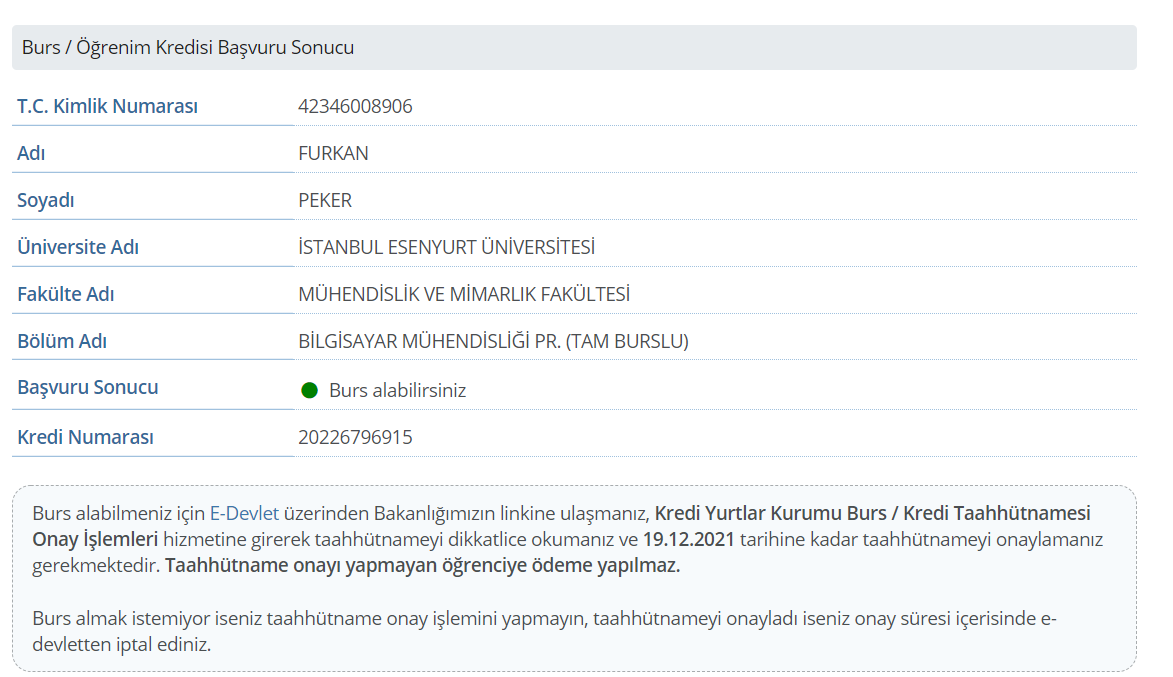 Burs / Öğrenim Kredisi Başvuru Sonucu
T.C. Kimlik Numarası 42346008906
Adı FURKAN
Soyadı PEKER
Üniversite Adı İSTANBUL ESENYURT ÜNİVERSİTESİ
Fakülte Adı MÜHENDİSLİK VE MİMARLIK FAKÜLTESİ
Bölüm Adı BİLGİSAYAR MÜHENDİSLİĞİ PR. (TAM BURSLU)
Başvuru Sonucu Burs alabilirsiniz
Kredi Numarası 20226796915
Burs alabilmeniz için E-Devlet üzerinden Bakanlığımızın linkine ulaşmanız, Kredi Yurtlar Kurumu Burs / Kredi Taahhütnamesi
Onay İşlemleri hizmetine girerek taahhütnameyi dikkatlice okumanız ve 19.12.2021 tarihine kadar taahhütnameyi onaylamanız
gerekmektedir. Taahhütname onayı yapmayan öğrenciye ödeme yapılmaz.
Burs almak istemiyor iseniz taahhütname onay işlemini yapmayın, taahhütnameyi onayladı iseniz onay süresi içerisinde e-
devletten iptal ediniz.